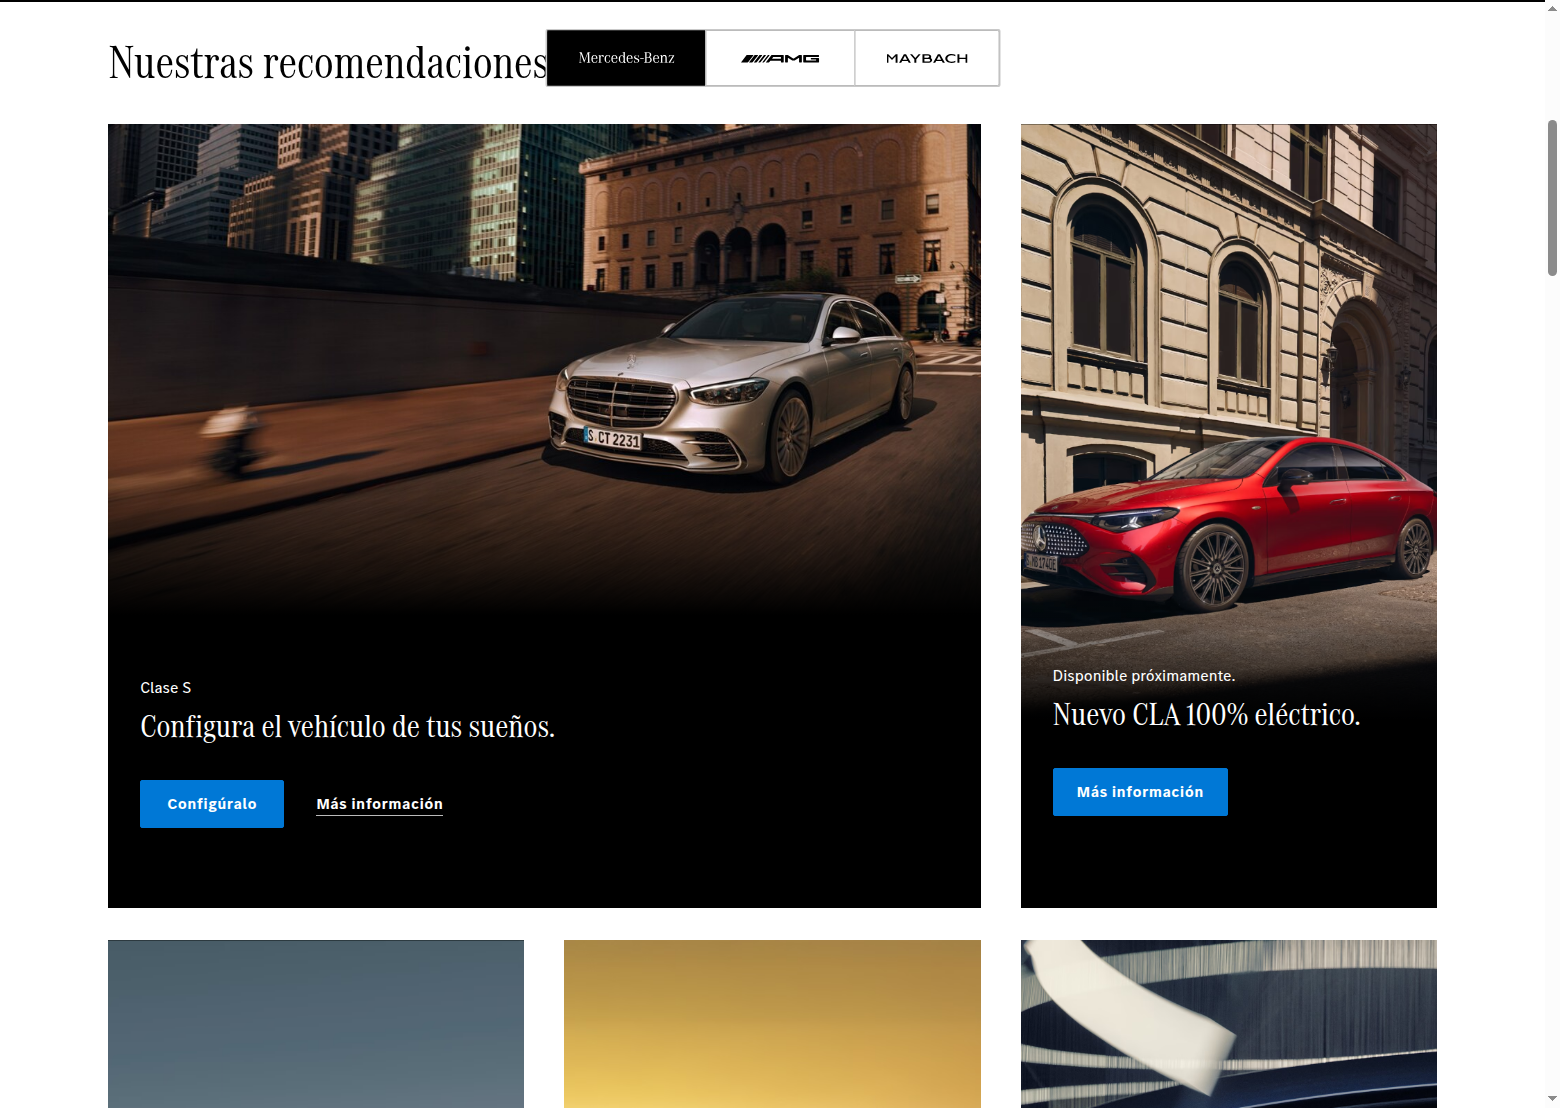 Nuestras recomendaciones
Mercedes-Benz
AMG
MAYBACH
S CT 2231
Clase S
Configura el vehículo de tus sueños.
Configúralo
Más información
Disponible próximamente.
Nuevo CLA 100% eléctrico.
Más información